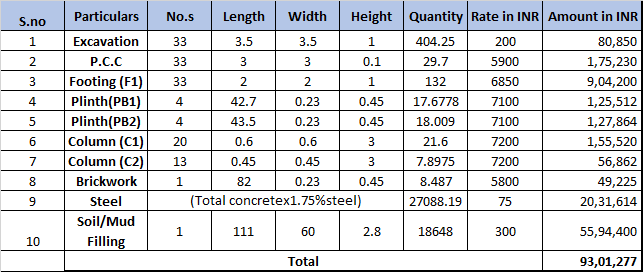 S.no Particulars No.s Length Width Height Quantity Rate in INR Amount in INR
1 Excavation 33 3.5 3.5 1 404.25 200 80,850
2 P.C.C 33 3 3 0.1 29.7 5900 1,75,230
3 Footing (F1) 33 2 2 1 132 6850 9,04,200
4 Plinth(PB1) 4 42.7 0.23 0.45 17.6778 7100 1,25,512
5 Plinth(PB2) 4 43.5 0.23 0.45 18.009 7100 1,27,864
6 Column (C1) 20 0.6 0.6 3 21.6 7200 1,55,520
7 Column (C2) 13 0.45 0.45 3 7.8975 7200 56,862
8 Brickwork 1 82 0.23 0.45 8.487 5800 49,225
9 Steel (Total concretex1.75%steel) 27088.19 75 20,31,614
10 Soil/Mud Filling 1 111 60 2.8 18648 300 55,94,400
Total 93,01,277